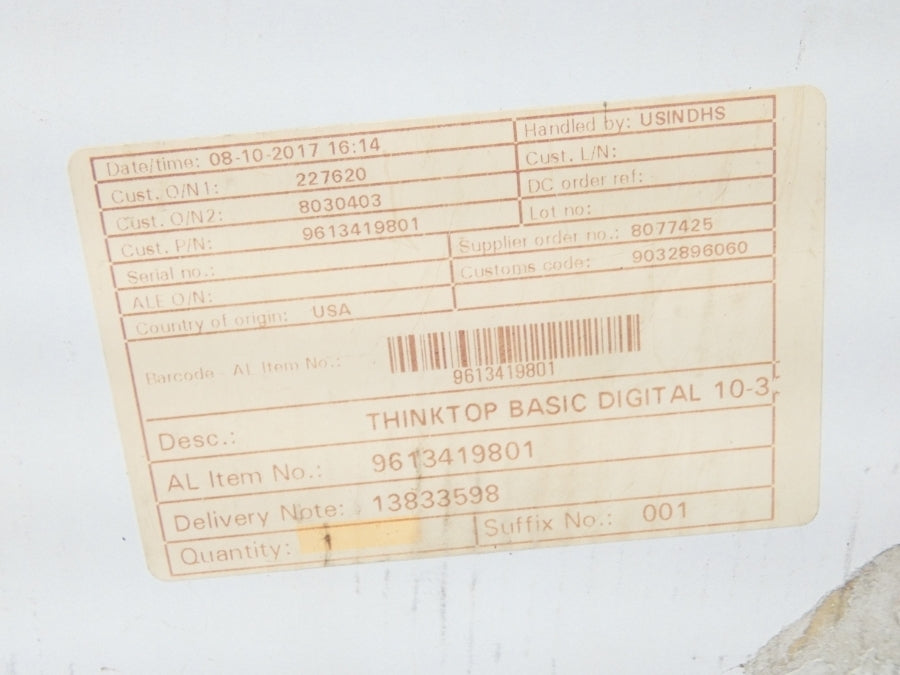 Date/time: 08-10-2017 16:14
Handled by: USINDHS
Cust. O/N1: 227620
Cust. L/N:
Cust. O/N2: 8030403
DC order ref:
Cust. P/N: 9613419801
Lot no:
Serial no.:
Supplier order no.: 8077425
ALE O/N:
Customs code: 9032896060
Country of origin: USA
Barcode - AL Item No.:
9613419801
Desc.: THINKTOP BASIC DIGITAL 10-3
AL Item No.: 9613419801
Delivery Note: 13833598
Quantity:
Suffix No.: 001